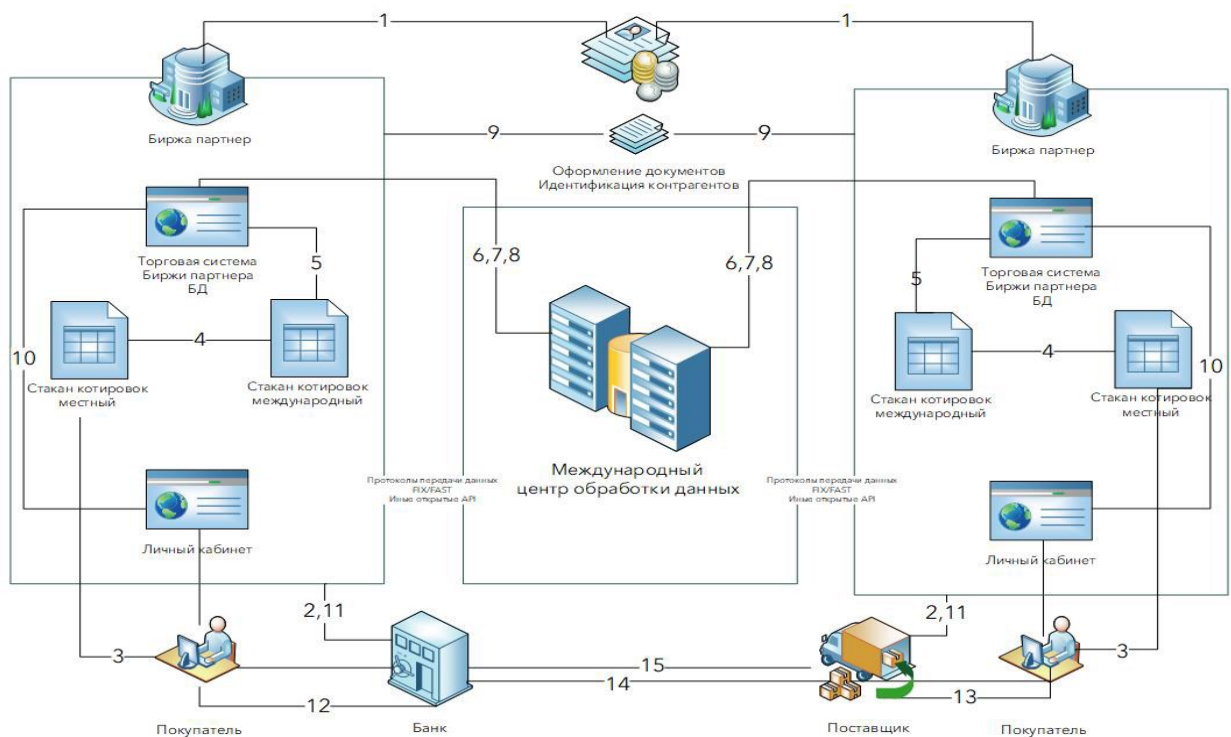 1
1
Биржа партнер
Биржа партнер
9
9
Оформление документов
Идентификация контрагентов
Торговая система
Биржи партнера
БД
Торговая система
Биржи партнера
БД
5
6,7,8
6,7,8
5
4
4
10
10
Стакан котировок
местный
Стакан котировок
международный
Стакан котировок
международный
Стакан котировок
местный
Международный
центр обработки данных
Протоколы передачи данных
FIX/FAST
Иные открытые API
Протоколы передачи данных
FIX/FAST
Иные открытые API
Личный кабинет
Личный кабинет
2,11
2,11
3
3
15
14
12
13
Покупатель
Банк
Поставщик
Покупатель